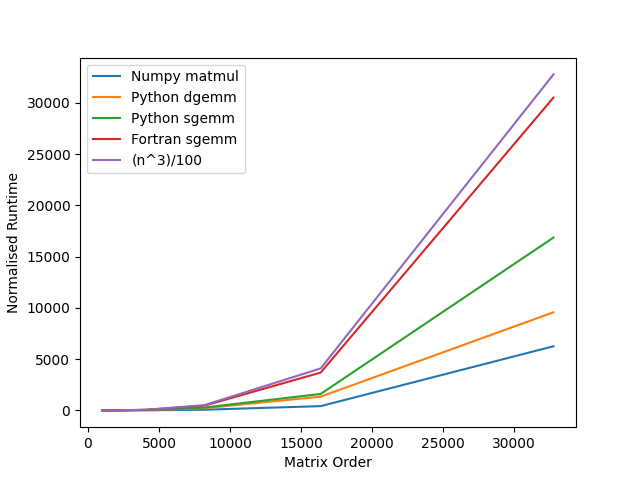 Numpy matmul
Python dgemm
Python sgemm
Fortran sgemm
(n^3)/100
Normalised Runtime
30000
25000
20000
15000
10000
5000
0
0 5000 10000 15000 20000 25000 30000
Matrix Order